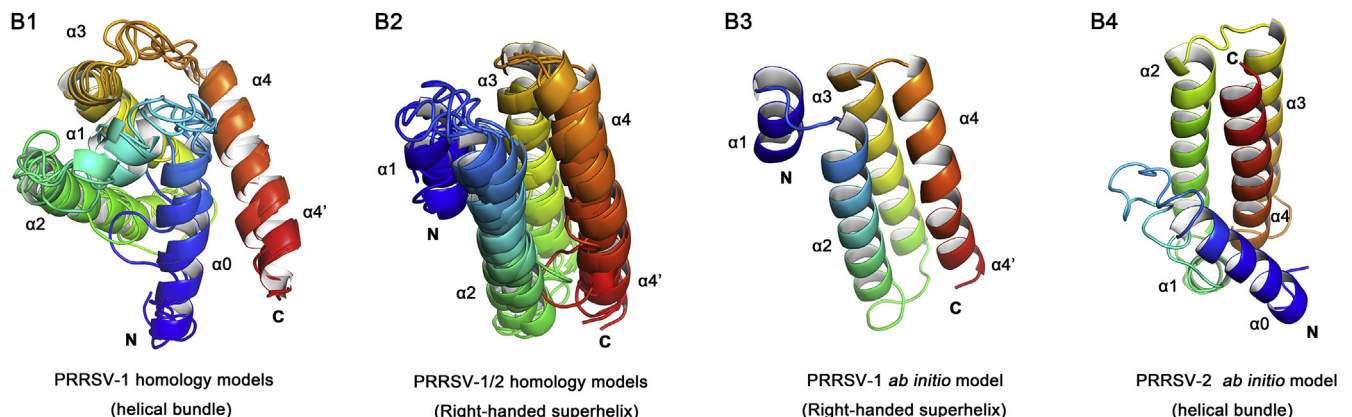 B1
α3
α4
α1
α2
α0
α4’
N
C
PRRSV-1 homology models
(helical bundle)
B2
α3
α4
α1
N
α2
α4’
C
PRRSV-1/2 homology models
(Right-handed superhelix)
B3
α3
α1
α4
N
α2
α4’
C
PRRSV-1 ab initio model
(Right-handed superhelix)
B4
α2
C
α3
α4
α1
α0
N
PRRSV-2 ab initio model
(helical bundle)